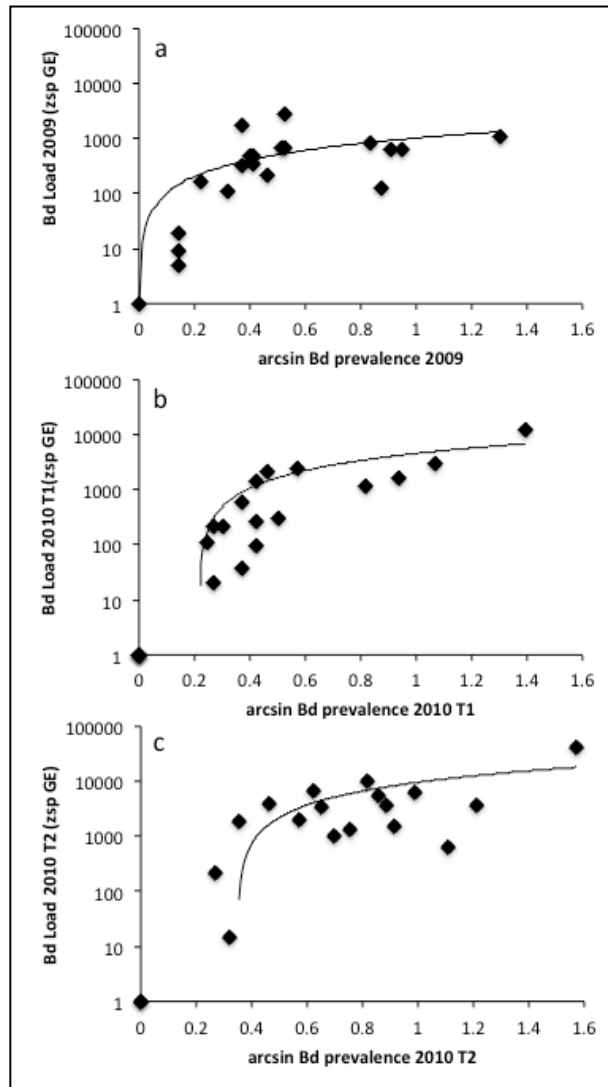 a
Bd Load 2009 (zsp GE)
100000
10000
1000
100
10
1
0 0.2 0.4 0.6 0.8 1 1.2 1.4 1.6
arcsin Bd prevalence 2009
b
Bd Load 2010 T1(zsp GE)
100000
10000
1000
100
10
1
0 0.2 0.4 0.6 0.8 1 1.2 1.4 1.6
arcsin Bd prevalence 2010 T1
c
Bd Load 2010 T2 (zsp GE)
100000
10000
1000
100
10
1
0 0.2 0.4 0.6 0.8 1 1.2 1.4 1.6
arcsin Bd prevalence 2010 T2